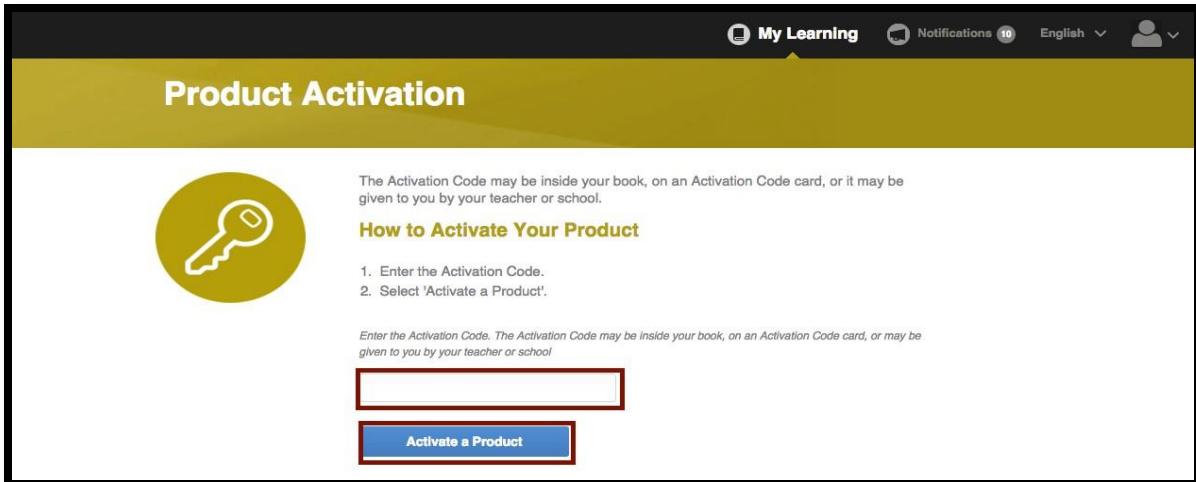 My Learning Notifications 10 English
Product Activation
The Activation Code may be inside your book, on an Activation Code card, or it may be
given to you by your teacher or school.
How to Activate Your Product
1. Enter the Activation Code.
2. Select 'Activate a Product'.
Enter the Activation Code. The Activation Code may be inside your book, on an Activation Code card, or may be
given to you by your teacher or school
Activate a Product